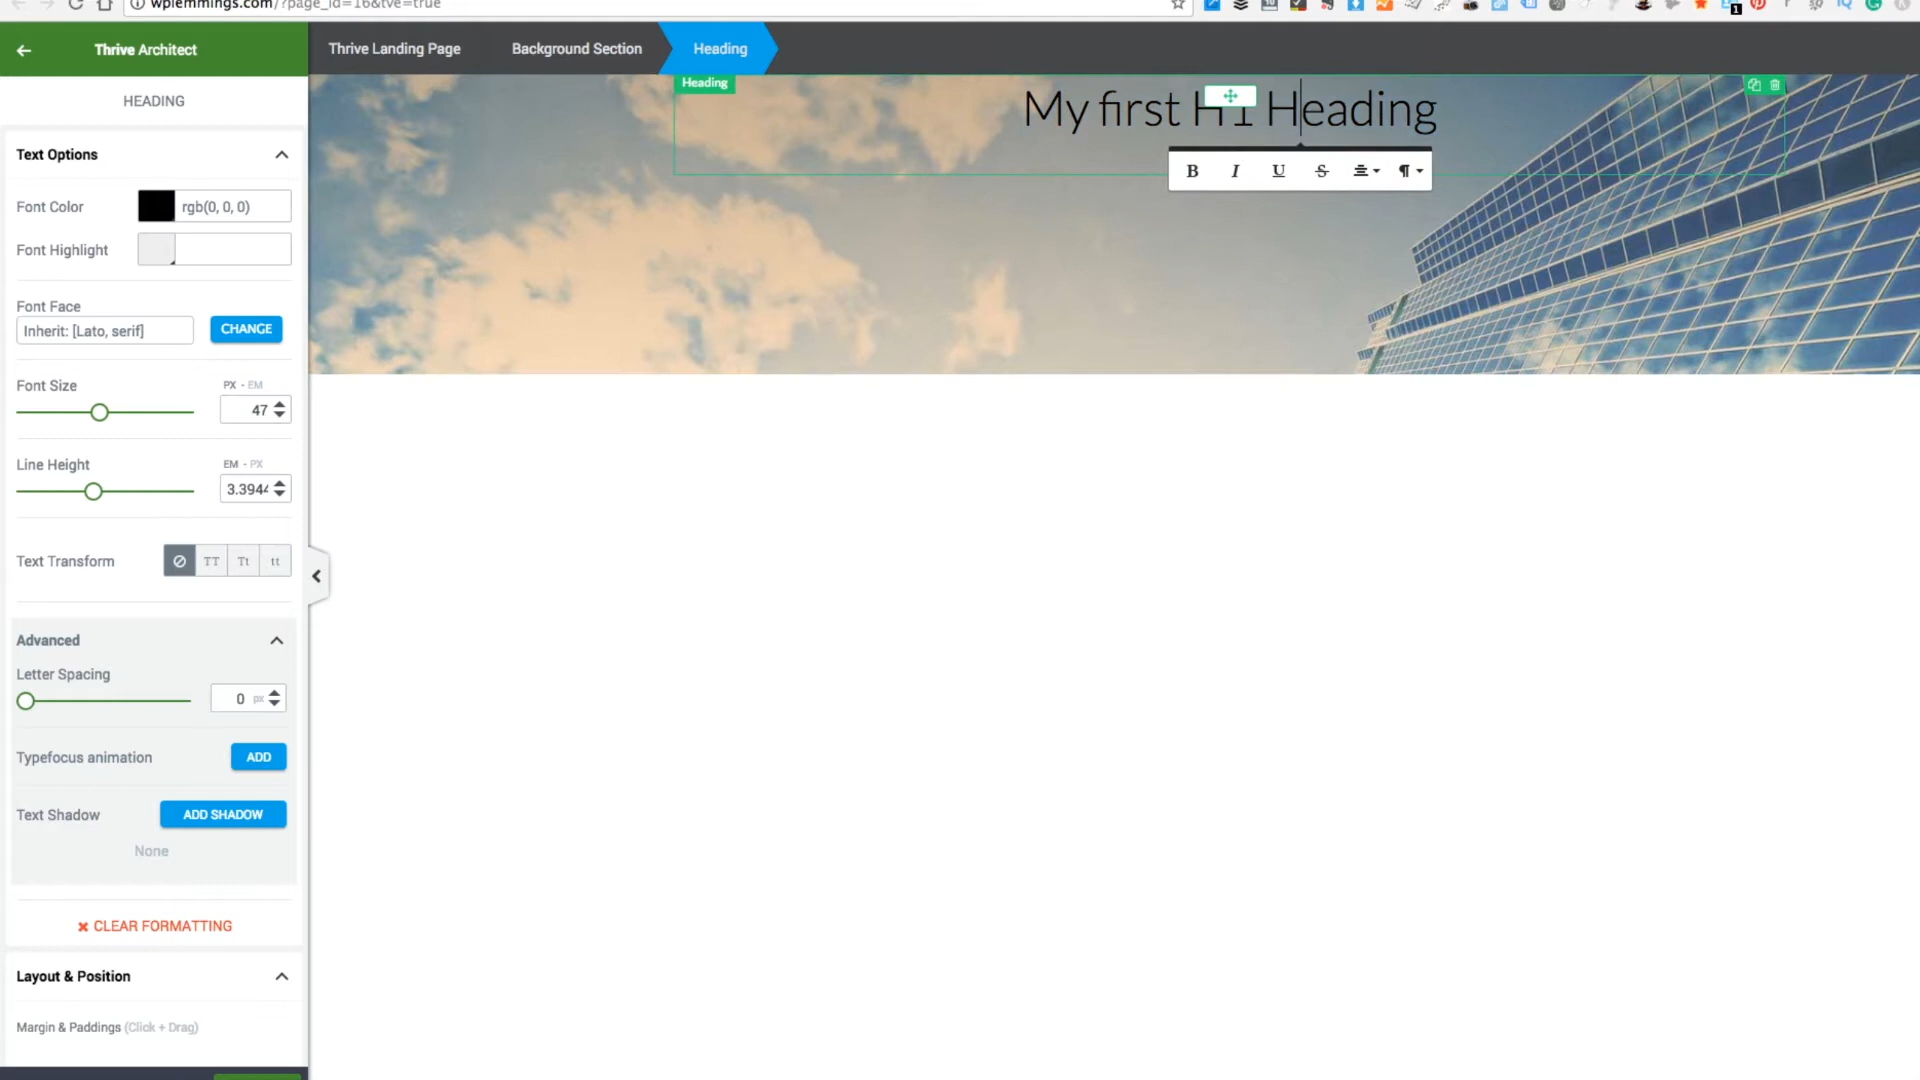 wplemmings.com/?page_id=16&tve=true
Thrive Architect
Thrive Landing Page
Background Section
Heading
HEADING
Heading
My first H1 Heading
B I U S ¶
Text Options
Font Color
rgb(0, 0, 0)
Font Highlight
Font Face
Inherit: [Lato, serif]
CHANGE
Font Size
PX - EM
47
Line Height
EM - PX
3.3944
Text Transform
TT Tt tt
Advanced
Letter Spacing
0 px
Typefocus animation
ADD
Text Shadow
ADD SHADOW
None
CLEAR FORMATTING
Layout & Position
Margin & Paddings (Click + Drag)